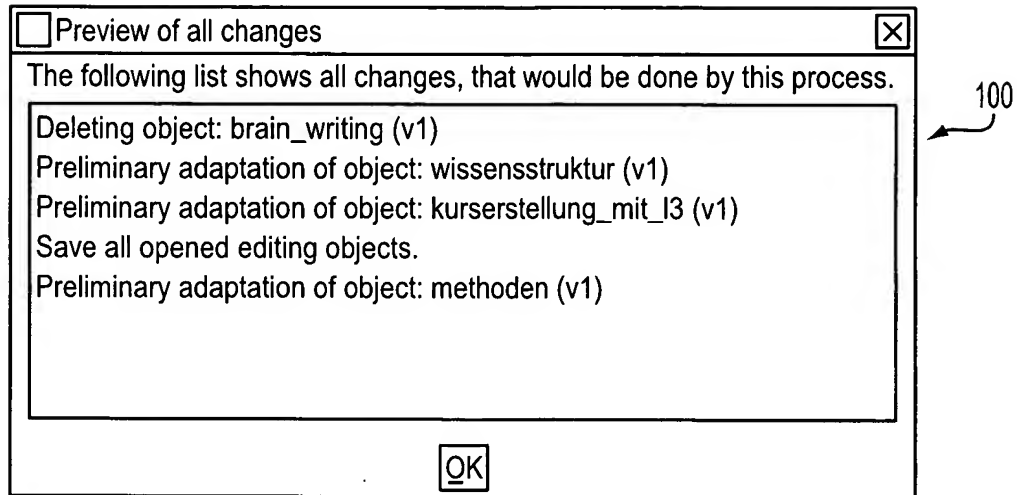 Preview of all changes
The following list shows all changes, that would be done by this process.
100
Deleting object: brain_writing (v1)
Preliminary adaptation of object: wissensstruktur (v1)
Preliminary adaptation of object: kurserstellung_mit_l3 (v1)
Save all opened editing objects.
Preliminary adaptation of object: methoden (v1)
OK